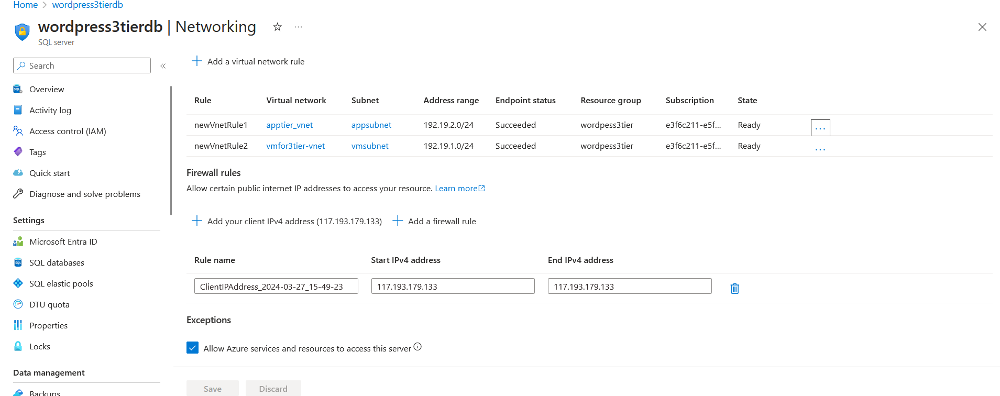 Home > wordpress3tierdb
wordpress3tierdb | Networking
SQL server
Search
Overview
Activity log
Access control (IAM)
Tags
Quick start
Diagnose and solve problems
Settings
Microsoft Entra ID
SQL databases
SQL elastic pools
DTU quota
Properties
Locks
Data management
Backups
Add a virtual network rule
Rule Virtual network Subnet Address range Endpoint status Resource group Subscription State
newVnetRule1 apptier_vnet appsubnet 192.19.2.0/24 Succeeded wordpess3tier e3f6c211-e5f... Ready ...
newVnetRule2 vmfor3tier-vnet vmsubnet 192.19.1.0/24 Succeeded wordpess3tier e3f6c211-e5f... Ready ...
Firewall rules
Allow certain public internet IP addresses to access your resource. Learn more
Add your client IPv4 address (117.193.179.133) Add a firewall rule
Rule name Start IPv4 address End IPv4 address
ClientIPAddress_2024-03-27_15-49-23 117.193.179.133 117.193.179.133
Exceptions
Allow Azure services and resources to access this server
Save Discard